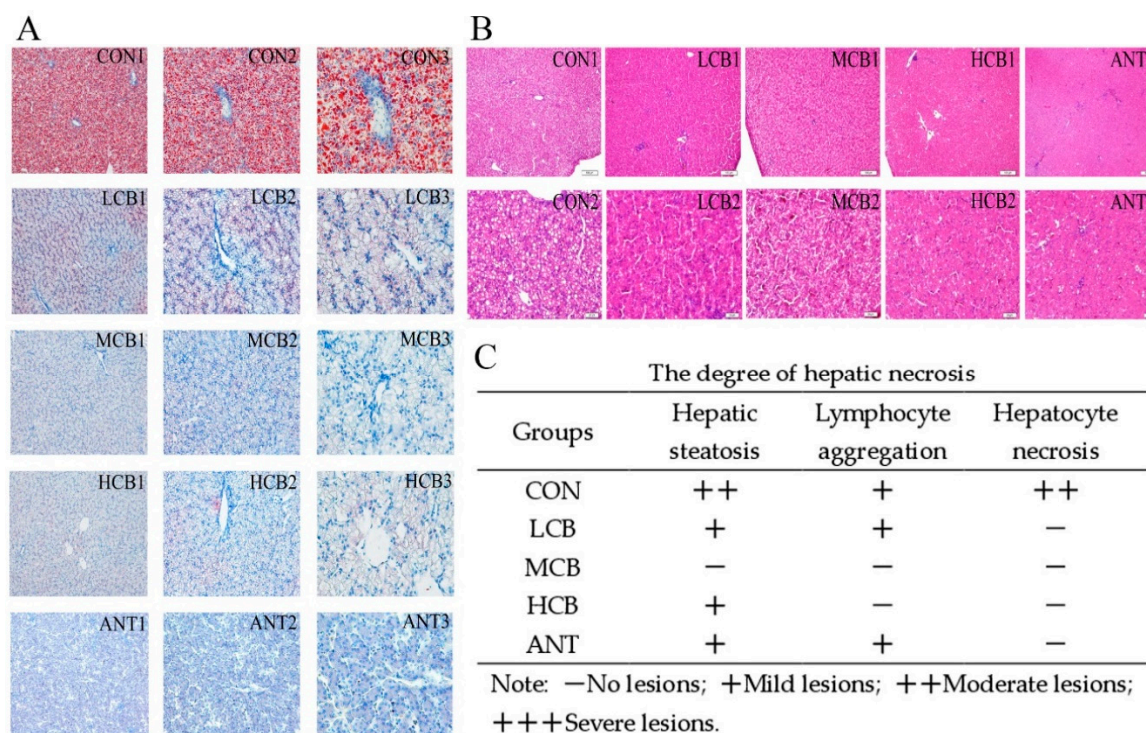 A
CON1 CON2 CON3
LCB1 LCB2 LCB3
MCB1 MCB2 MCB3
HCB1 HCB2 HCB3
ANT1 ANT2 ANT3
B
CON1 LCB1 MCB1 HCB1 ANT
CON2 LCB2 MCB2 HCB2 ANT
C
The degree of hepatic necrosis
Groups Hepatic steatosis Lymphocyte aggregation Hepatocyte necrosis
CON ++ + ++
LCB + + −
MCB − − −
HCB + − −
ANT + + −
Note: −No lesions; +Mild lesions; ++Moderate lesions;
+++Severe lesions.